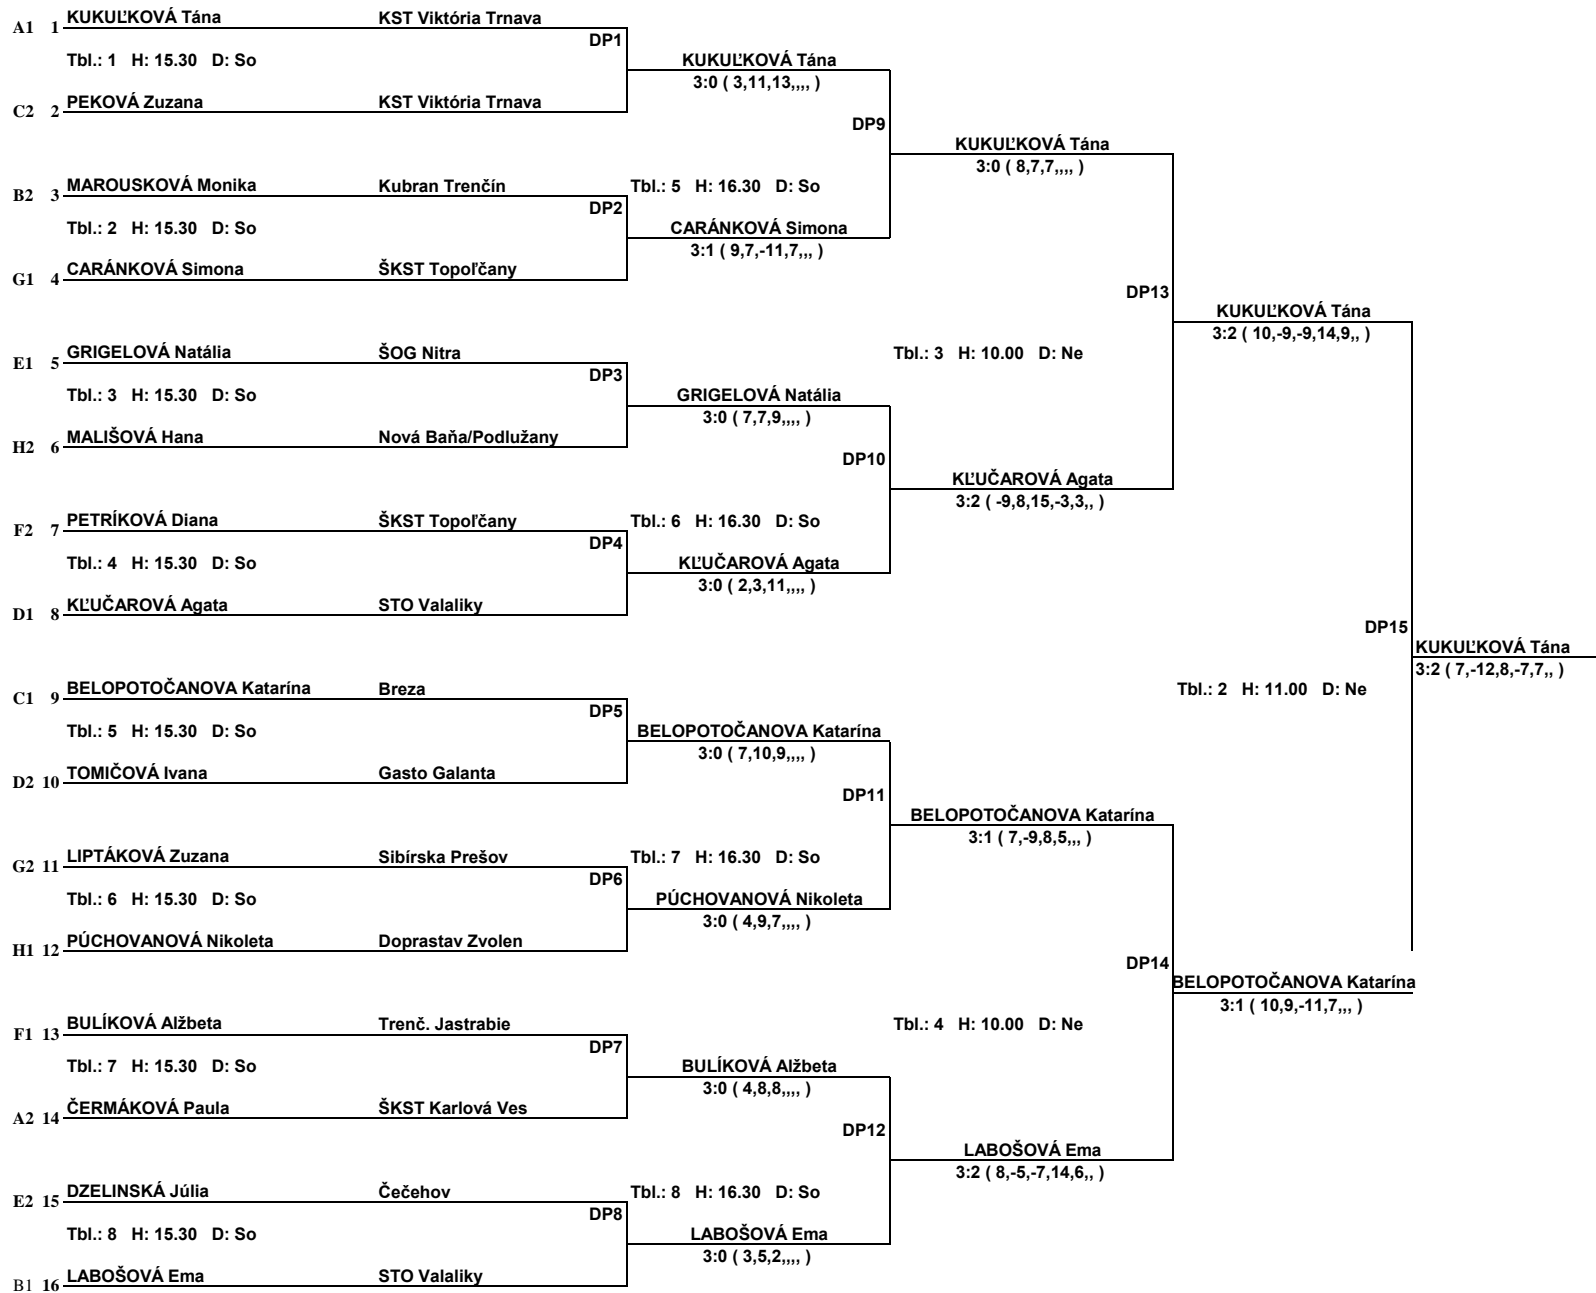 A1 1 KUKUĽKOVÁ Tána KST Viktória Trnava
DP1
Tbl.: 1 H: 15.30 D: So KUKUĽKOVÁ Tána
3:0 ( 3,11,13,,,, )
C2 2 PEKOVÁ Zuzana KST Viktória Trnava
DP9
KUKUĽKOVÁ Tána
3:0 ( 8,7,7,,,, )
B2 3 MAROUSKOVÁ Monika Kubran Trenčín Tbl.: 5 H: 16.30 D: So
DP2
Tbl.: 2 H: 15.30 D: So CARÁNKOVÁ Simona
3:1 ( 9,7,-11,7,,, )
G1 4 CARÁNKOVÁ Simona ŠKST Topoľčany
DP13
KUKUĽKOVÁ Tána
3:2 ( 10,-9,-9,14,9,, )
E1 5 GRIGELOVÁ Natália ŠOG Nitra Tbl.: 3 H: 10.00 D: Ne
DP3
Tbl.: 3 H: 15.30 D: So GRIGELOVÁ Natália
3:0 ( 7,7,9,,,, )
H2 6 MALIŠOVÁ Hana Nová Baňa/Podlužany
DP10
KĽUČAROVÁ Agata
3:2 ( -9,8,15,-3,3,, )
F2 7 PETRÍKOVÁ Diana ŠKST Topoľčany Tbl.: 6 H: 16.30 D: So
DP4
Tbl.: 4 H: 15.30 D: So KĽUČAROVÁ Agata
3:0 ( 2,3,11,,,, )
D1 8 KĽUČAROVÁ Agata STO Valaliky
DP15
KUKUĽKOVÁ Tána
3:2 ( 7,-12,8,-7,7,, )
C1 9 BELOPOTOČANOVA Katarína Breza Tbl.: 2 H: 11.00 D: Ne
DP5
Tbl.: 5 H: 15.30 D: So BELOPOTOČANOVA Katarína
3:0 ( 7,10,9,,,, )
D2 10 TOMIČOVÁ Ivana Gasto Galanta
DP11
BELOPOTOČANOVA Katarína
3:1 ( 7,-9,8,5,,, )
G2 11 LIPTÁKOVÁ Zuzana Sibírska Prešov Tbl.: 7 H: 16.30 D: So
DP6
Tbl.: 6 H: 15.30 D: So PÚCHOVANOVÁ Nikoleta
3:0 ( 4,9,7,,,, )
H1 12 PÚCHOVANOVÁ Nikoleta Doprastav Zvolen
DP14
BELOPOTOČANOVA Katarína
3:1 ( 10,9,-11,7,,, )
F1 13 BULÍKOVÁ Alžbeta Trenč. Jastrabie Tbl.: 4 H: 10.00 D: Ne
DP7
Tbl.: 7 H: 15.30 D: So BULÍKOVÁ Alžbeta
3:0 ( 4,8,8,,,, )
A2 14 ČERMÁKOVÁ Paula ŠKST Karlová Ves
DP12
LABOŠOVÁ Ema
3:2 ( 8,-5,-7,14,6,, )
E2 15 DZELINSKÁ Júlia Čečehov Tbl.: 8 H: 16.30 D: So
DP8
Tbl.: 8 H: 15.30 D: So LABOŠOVÁ Ema
3:0 ( 3,5,2,,,, )
B1 16 LABOŠOVÁ Ema STO Valaliky